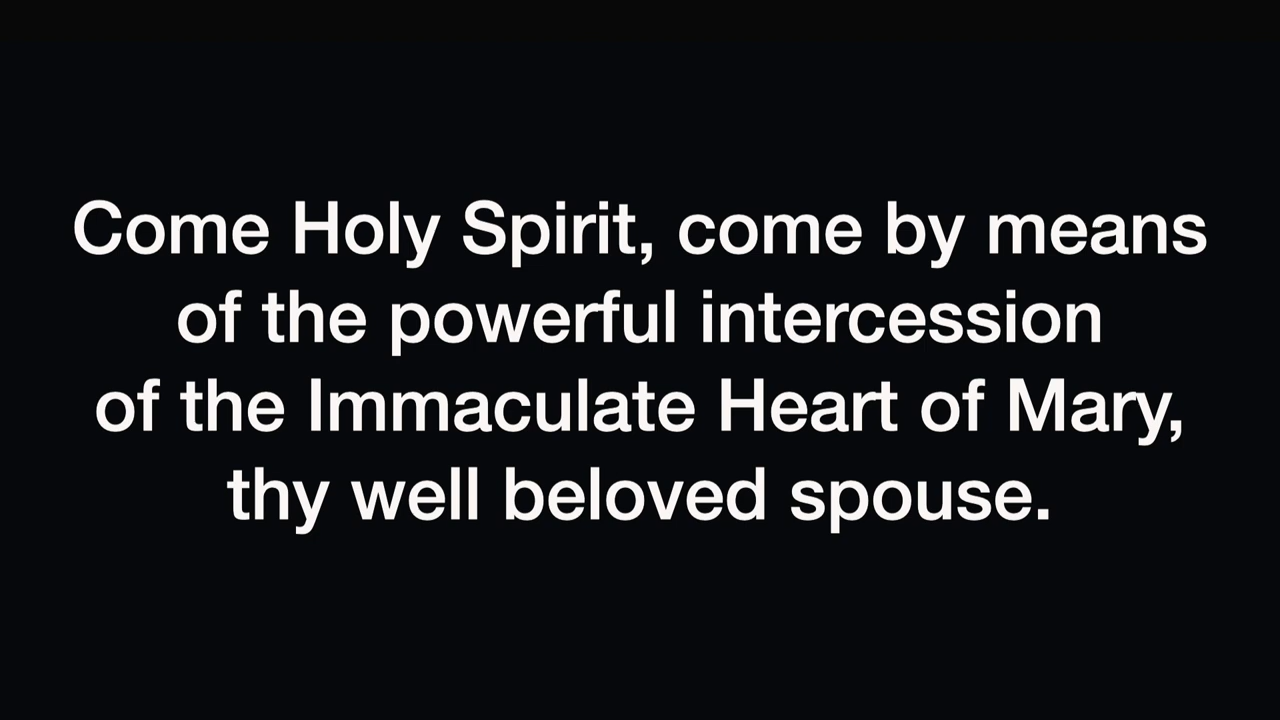 Come Holy Spirit, come by means
of the powerful intercession
of the Immaculate Heart of Mary,
thy well beloved spouse.